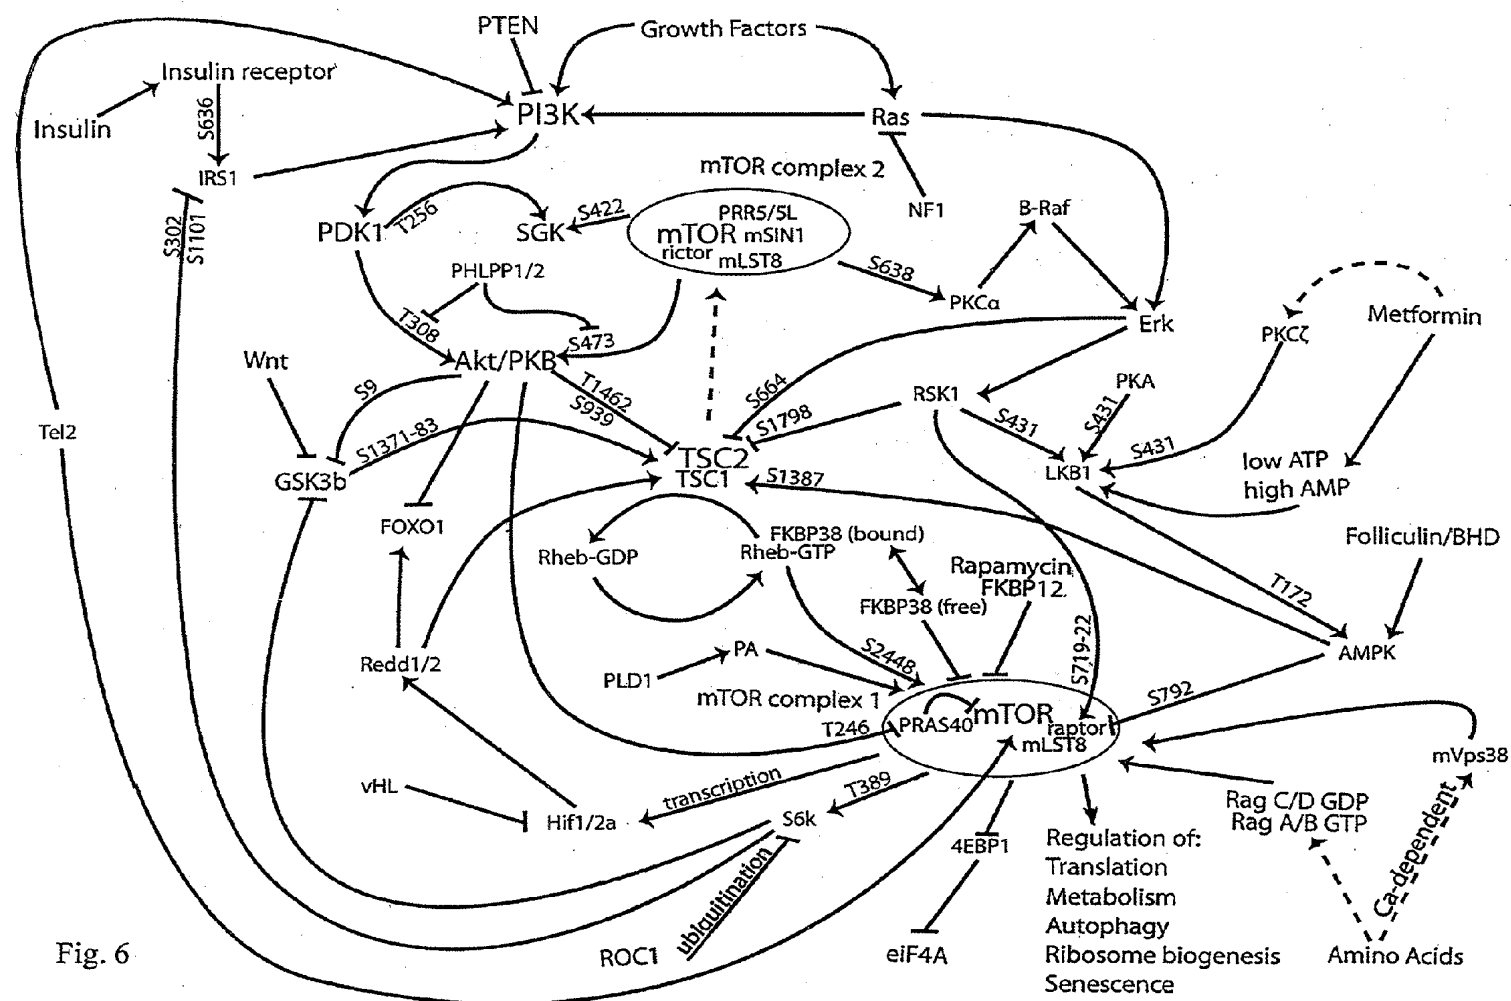 PTEN
Growth Factors
Insulin receptor
Insulin
S636
PI3K
Ras
IRS1
mTOR complex 2
S302
S1101
PDK1
T256
SGK
S422
PRR5/5L
mTOR mSIN1
rictor mLST8
NF1
B-Raf
PHLPP1/2
S638
PKCα
Erk
PKCζ
Metformin
T308
S473
Akt/PKB
Wnt
S9
T1462
S939
S664
S1798
RSK1
PKA
S431
S431
S431
Tel2
S1371-83
GSK3b
TSC2
TSC1
S1387
LKB1
low ATP
high AMP
FOXO1
Rheb-GDP
FKBP38 (bound)
Rheb-GTP
Rapamycin
FKBP12
FKBP38 (free)
Folliculin/BHD
T172
AMPK
Redd1/2
PLD1
PA
S2448
S719-22
S792
mTOR complex 1
T246
PRAS40
mTOR
raptor
mLST8
mVps38
vHL
Hif1/2a
transcription
T389
S6k
4EBP1
Rag C/D GDP
Rag A/B GTP
Ca-dependent
Regulation of:
Translation
Metabolism
Autophagy
Ribosome biogenesis
Senescence
ubiquitination
ROC1
eiF4A
Amino Acids
Fig. 6